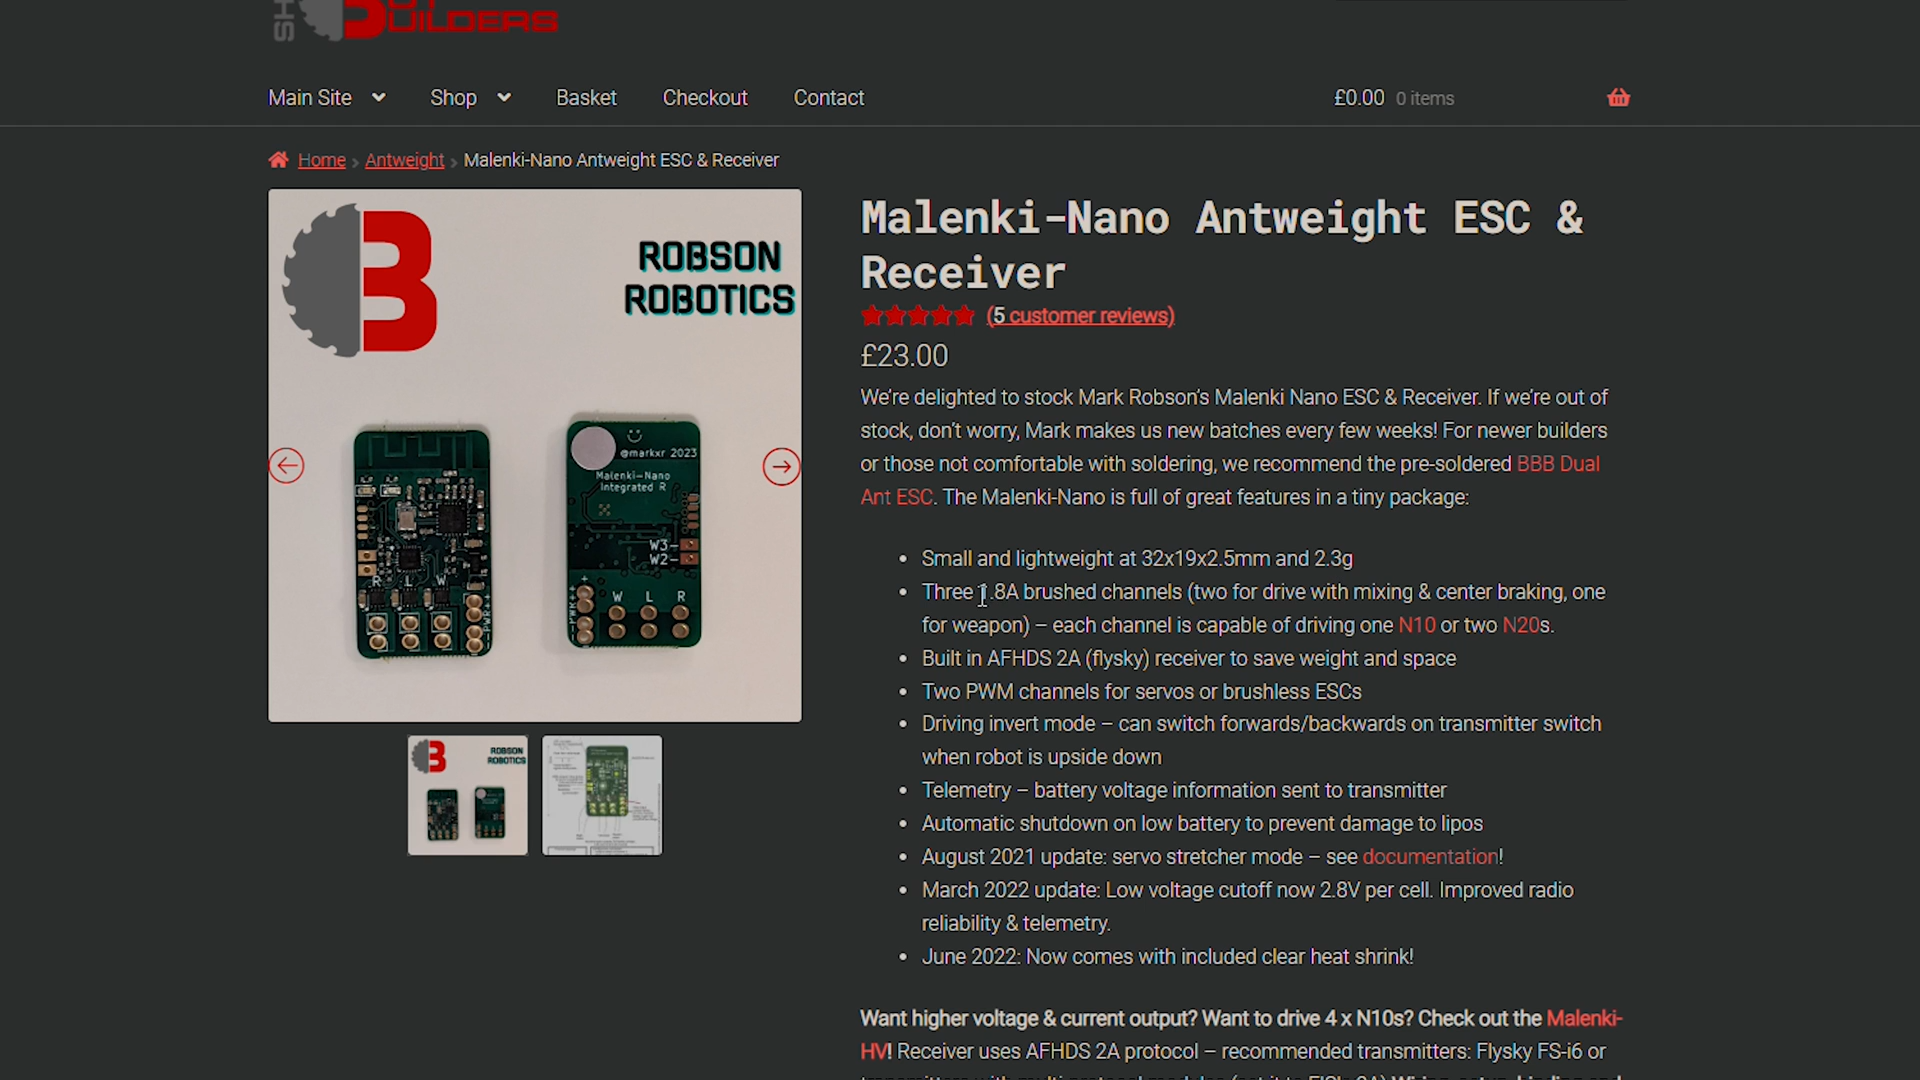 SH
BUILDERS
Main Site
Shop
Basket
Checkout
Contact
£0.00 0 items
Home
Antweight
Malenki-Nano Antweight ESC & Receiver
B
ROBSON
ROBOTICS
@markxr 2023
Malenki-Nano
Integrated R
W3-
W2-
R L W
W L R
Malenki-Nano Antweight ESC &
Receiver
(5 customer reviews)
£23.00
We're delighted to stock Mark Robson's Malenki Nano ESC & Receiver. If we're out of
stock, don't worry, Mark makes us new batches every few weeks! For newer builders
or those not comfortable with soldering, we recommend the pre-soldered BBB Dual
Ant ESC. The Malenki-Nano is full of great features in a tiny package:
• Small and lightweight at 32x19x2.5mm and 2.3g
• Three .8A brushed channels (two for drive with mixing & center braking, one
for weapon) – each channel is capable of driving one N10 or two N20s.
• Built in AFHDS 2A (flysky) receiver to save weight and space
• Two PWM channels for servos or brushless ESCs
• Driving invert mode – can switch forwards/backwards on transmitter switch
when robot is upside down
• Telemetry – battery voltage information sent to transmitter
• Automatic shutdown on low battery to prevent damage to lipos
• August 2021 update: servo stretcher mode – see documentation!
• March 2022 update: Low voltage cutoff now 2.8V per cell. Improved radio
reliability & telemetry.
• June 2022: Now comes with included clear heat shrink!
B
ROBSON
ROBOTICS
Want higher voltage & current output? Want to drive 4 x N10s? Check out the Malenki-
HV! Receiver uses AFHDS 2A protocol – recommended transmitters: Flysky FS-i6 or